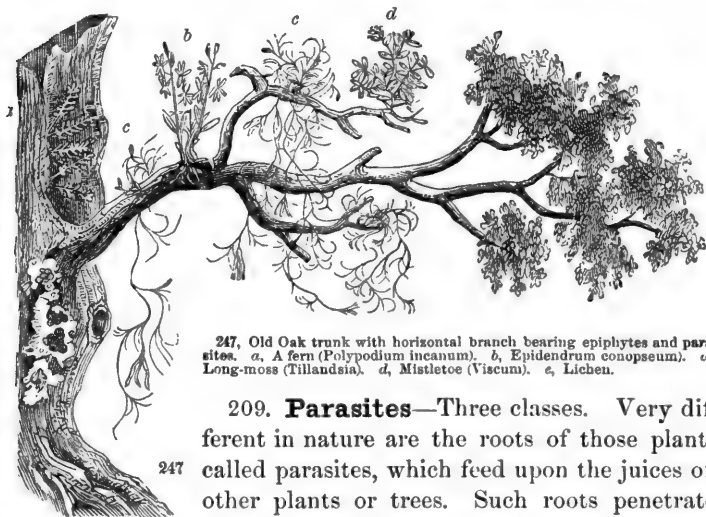 b
c
d
c
247, Old Oak trunk with horizontal branch bearing epiphytes and para
sites. a, A fern (Polypodium incanum). b, Epidendrum conopseum). c
Long-moss (Tillandsia). d, Mistletoe (Viscum). e, Lichen.
209. Parasites—Three classes. Very dif
ferent in nature are the roots of those plant
247 called parasites, which feed upon the juices o
other plants or trees. Such roots penetrat